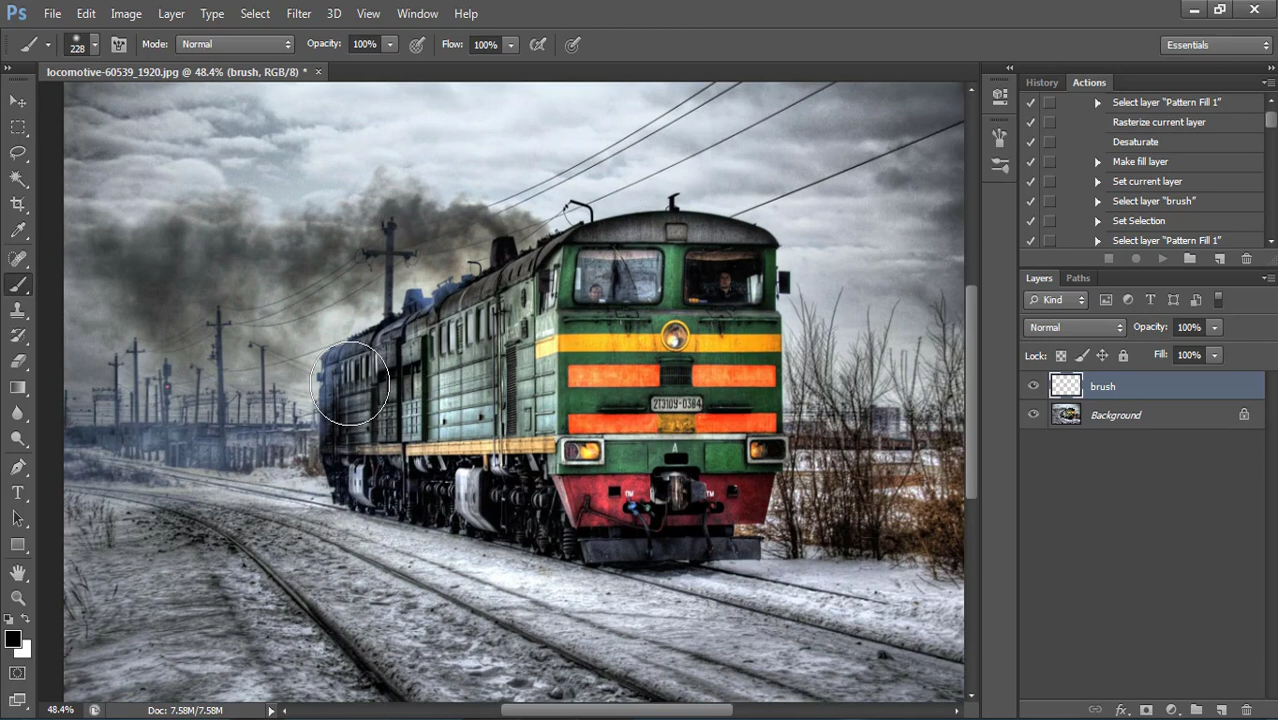 Ps File Edit Image Layer Type Select Filter 3D View Window Help
228 Mode: Normal Opacity: 100% Flow: 100% Essentials
locomotive-60539_1920.jpg @ 48.4% (brush, RGB/8) * ×
History Actions
Select layer "Pattern Fill 1"
Rasterize current layer
Desaturate
Make fill layer
Set current layer
Select layer "brush"
Set Selection
Select layer "Pattern Fill 1"
Layers Paths
Kind
Normal Opacity: 100%
Lock: Fill: 100%
brush
Background
2ТЭ10У-0384
ПМ ТМ
48.4% Doc: 7.58M/7.58M